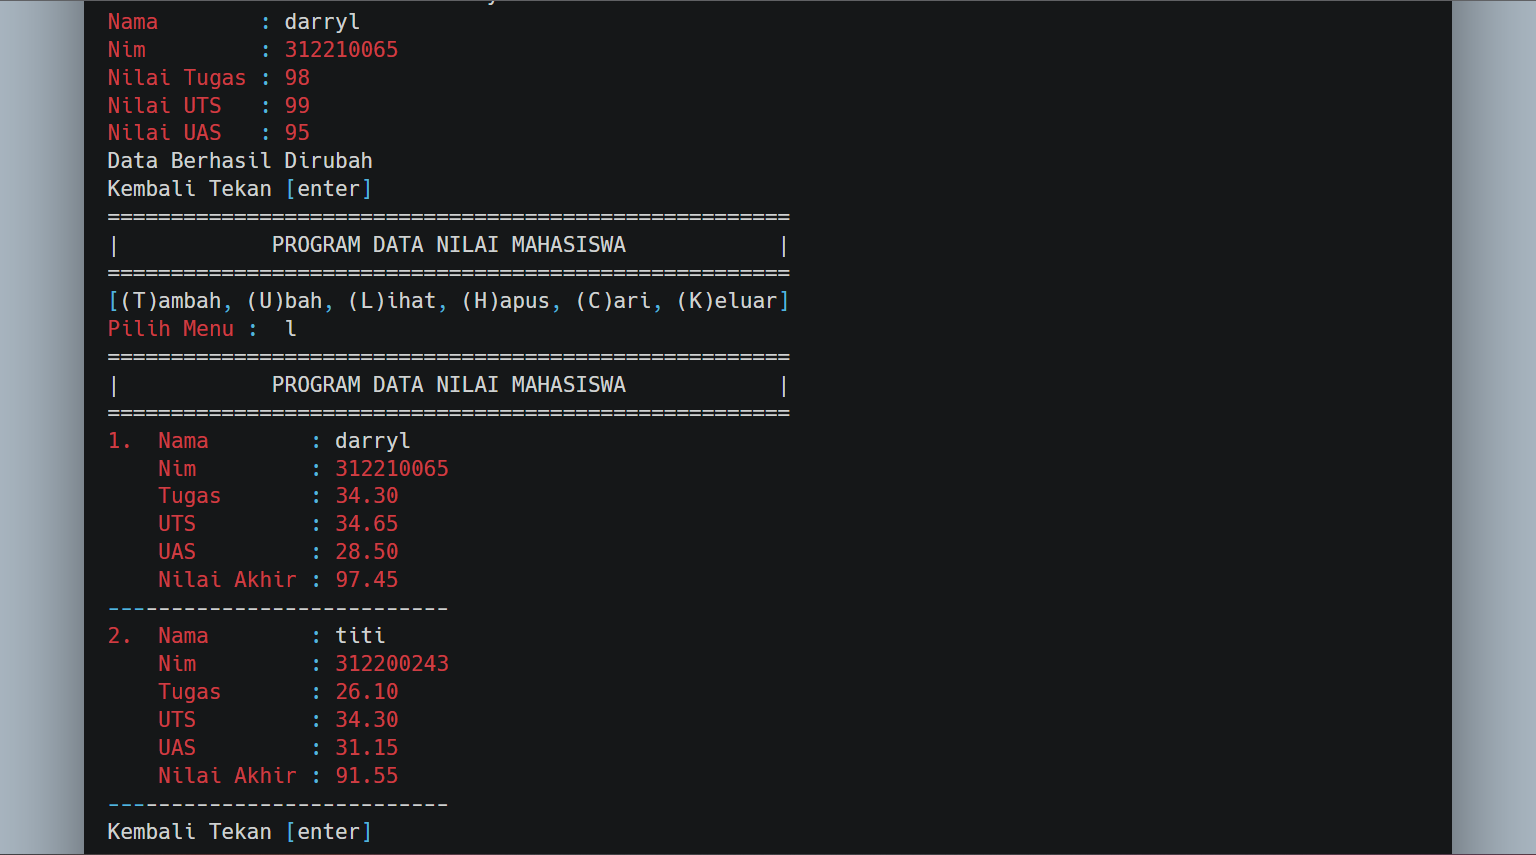 Nama        : darryl
Nim         : 312210065
Nilai Tugas : 98
Nilai UTS   : 99
Nilai UAS   : 95
Data Berhasil Dirubah
Kembali Tekan [enter]
======================================================
|            PROGRAM DATA NILAI MAHASISWA            |
======================================================
[(T)ambah, (U)bah, (L)ihat, (H)apus, (C)ari, (K)eluar]
Pilih Menu :  l
======================================================
|            PROGRAM DATA NILAI MAHASISWA            |
======================================================
1.  Nama        : darryl
    Nim         : 312210065
    Tugas       : 34.30
    UTS         : 34.65
    UAS         : 28.50
    Nilai Akhir : 97.45
---------------------------
2.  Nama        : titi
    Nim         : 312200243
    Tugas       : 26.10
    UTS         : 34.30
    UAS         : 31.15
    Nilai Akhir : 91.55
---------------------------
Kembali Tekan [enter]